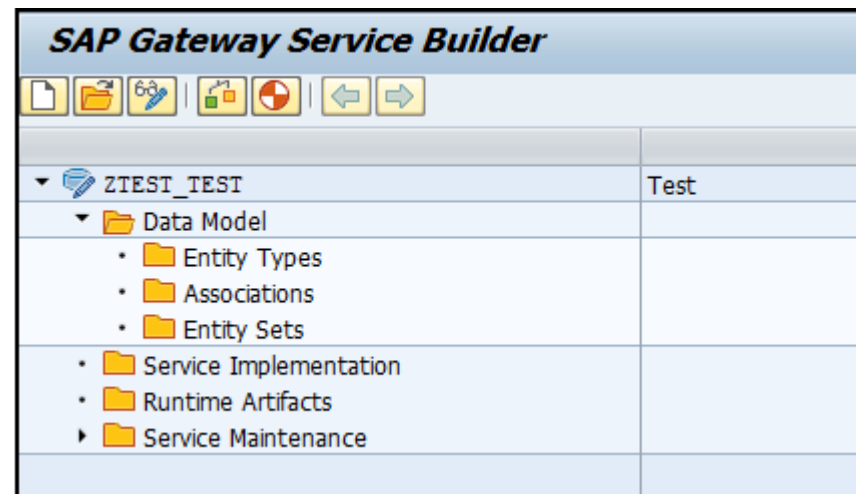 SAP Gateway Service Builder
ZTEST_TEST Test
Data Model
Entity Types
Associations
Entity Sets
Service Implementation
Runtime Artifacts
Service Maintenance